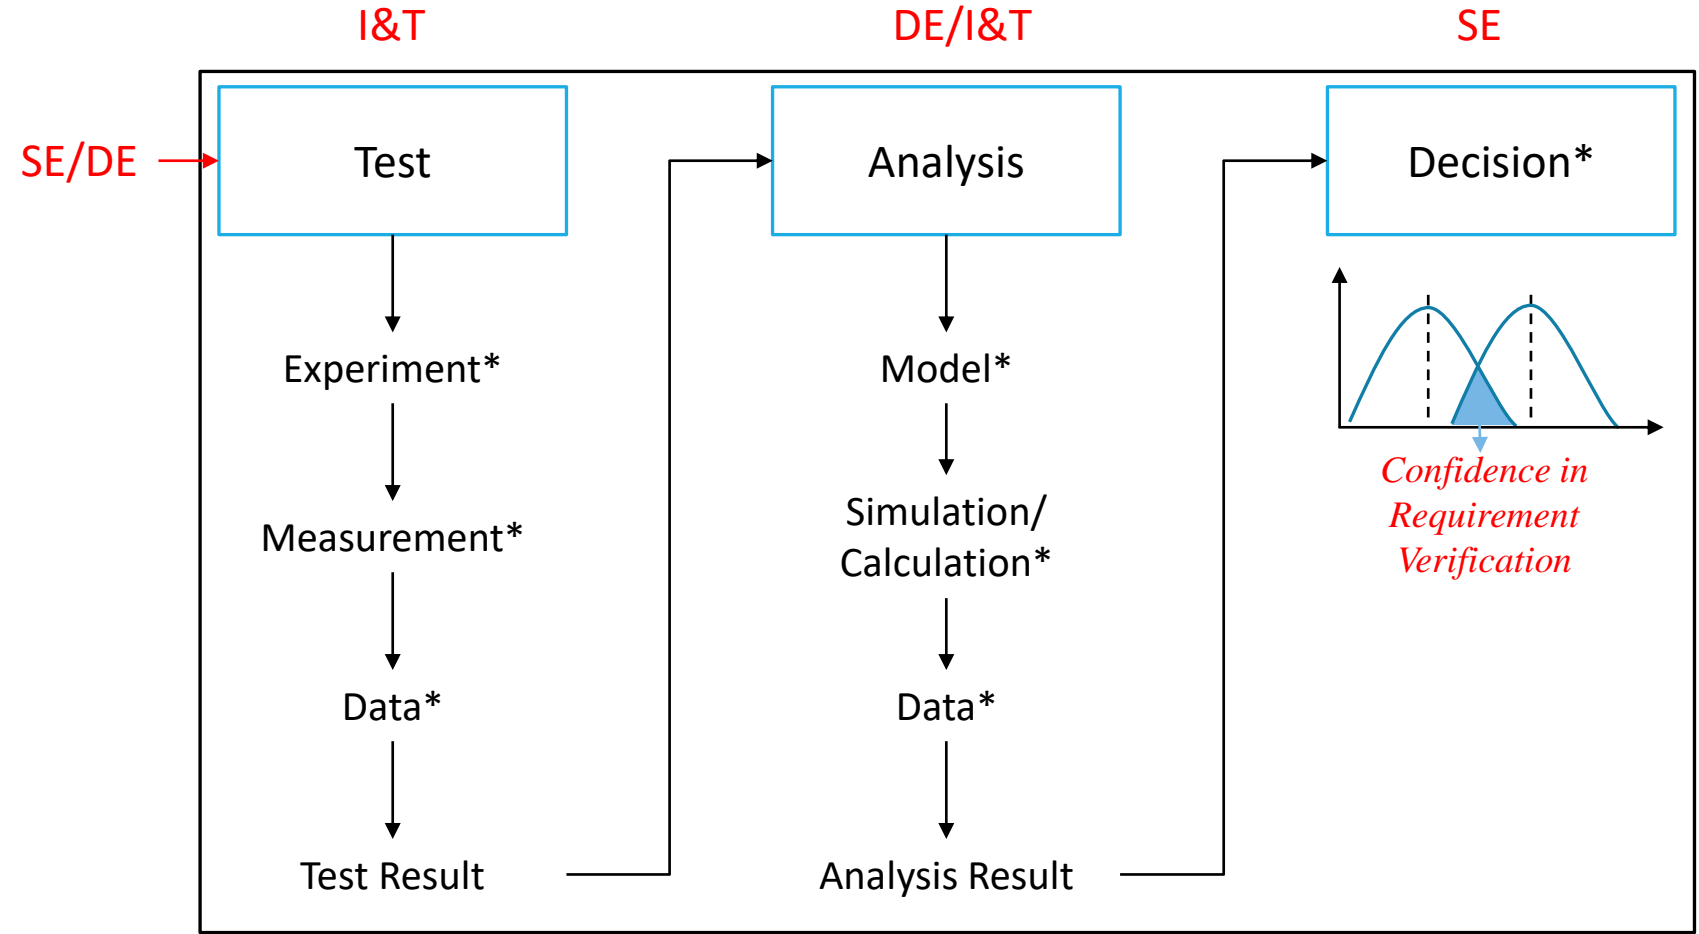 I&T
DE/I&T
SE
SE/DE
Test
Analysis
Decision*
Experiment*
Model*
Confidence in
Requirement
Verification
Measurement*
Simulation/
Calculation*
Data*
Data*
Test Result
Analysis Result